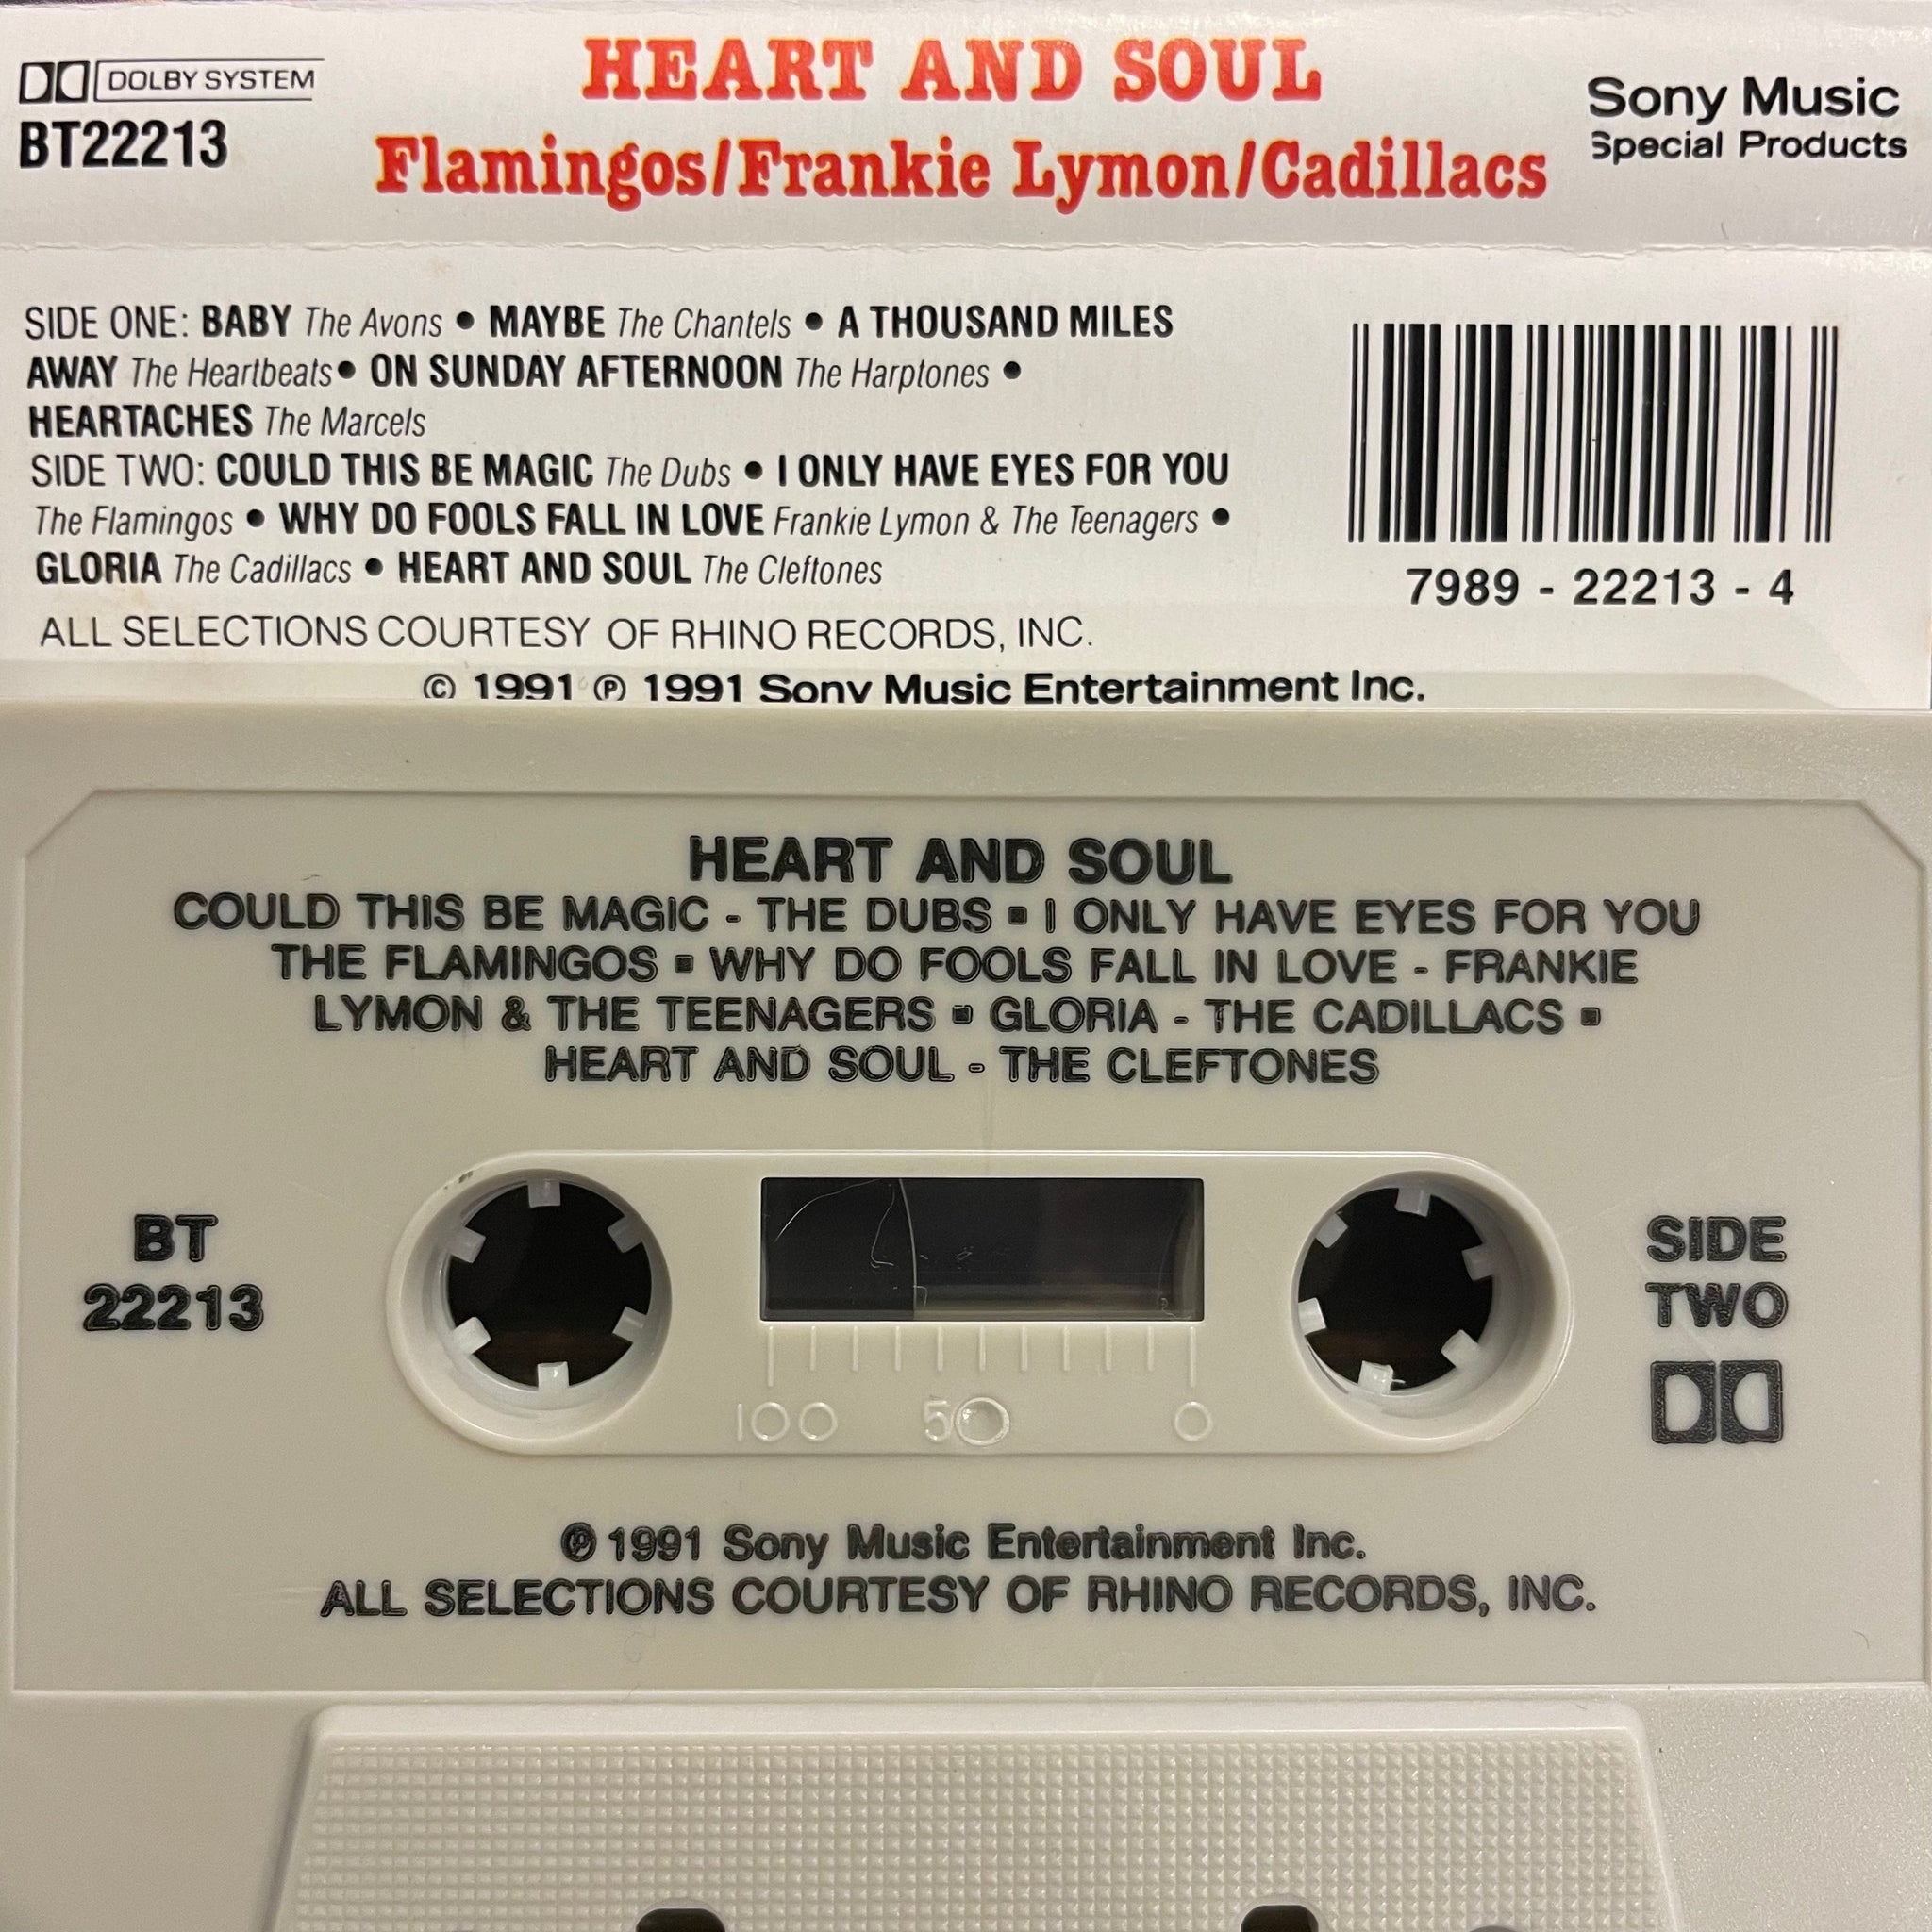 DOLBY SYSTEM
BT22213
HEART AND SOUL
Flamingos/Frankie Lymon/Cadillacs
Sony Music
Special Products
SIDE ONE: BABY The Avons • MAYBE The Chantels • A THOUSAND MILES
AWAY The Heartbeats • ON SUNDAY AFTERNOON The Harptones •
HEARTACHES The Marcels
SIDE TWO: COULD THIS BE MAGIC The Dubs • I ONLY HAVE EYES FOR YOU
The Flamingos • WHY DO FOOLS FALL IN LOVE Frankie Lymon & The Teenagers •
GLORIA The Cadillacs • HEART AND SOUL The Cleftones
ALL SELECTIONS COURTESY OF RHINO RECORDS, INC.
7989 - 22213 - 4
© 1991 ℗ 1991 Sony Music Entertainment Inc.
HEART AND SOUL
COULD THIS BE MAGIC - THE DUBS ▪ I ONLY HAVE EYES FOR YOU
THE FLAMINGOS ▪ WHY DO FOOLS FALL IN LOVE - FRANKIE
LYMON & THE TEENAGERS ▪ GLORIA - THE CADILLACS ▪
HEART AND SOUL - THE CLEFTONES
BT
22213
SIDE
TWO
100 50 0
℗ 1991 Sony Music Entertainment Inc.
ALL SELECTIONS COURTESY OF RHINO RECORDS, INC.